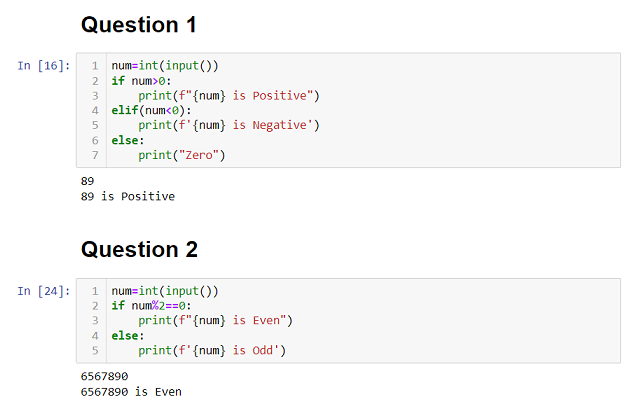 Question 1
In [16]:
1 num=int(input())
2 if num>0:
3     print(f"{num} is Positive")
4 elif(num<0):
5     print(f'{num} is Negative')
6 else:
7     print("Zero")
89
89 is Positive
Question 2
In [24]:
1 num=int(input())
2 if num%2==0:
3     print(f"{num} is Even")
4 else:
5     print(f'{num} is Odd')
6567890
6567890 is Even